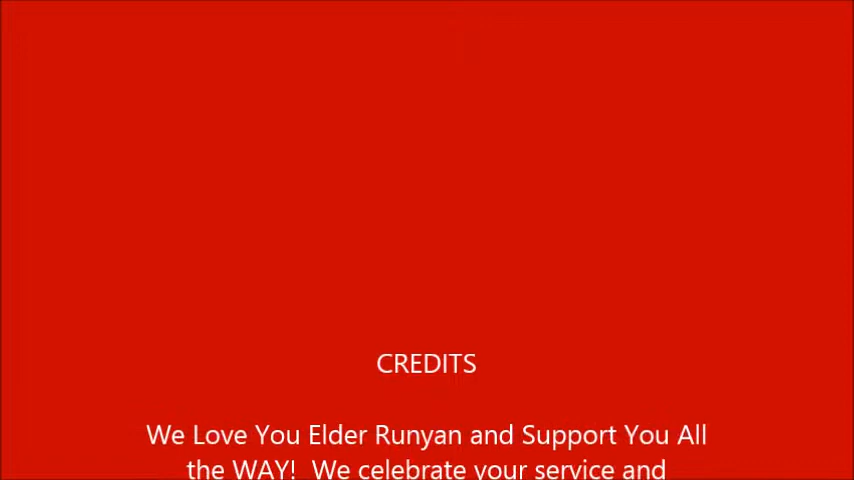 CREDITS
We Love You Elder Runyan and Support You All
the WAY!  We celebrate your service and